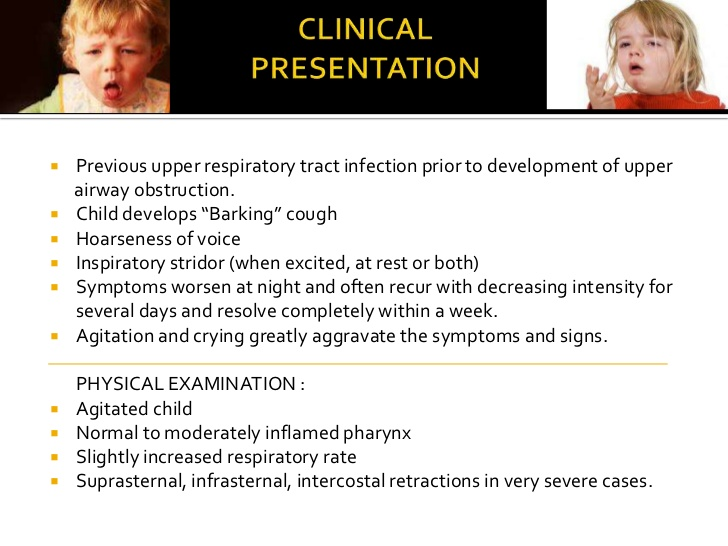 CLINICAL
PRESENTATION
▪ Previous upper respiratory tract infection prior to development of upper
airway obstruction.
▪ Child develops “Barking” cough
▪ Hoarseness of voice
▪ Inspiratory stridor (when excited, at rest or both)
▪ Symptoms worsen at night and often recur with decreasing intensity for
several days and resolve completely within a week.
▪ Agitation and crying greatly aggravate the symptoms and signs.
PHYSICAL EXAMINATION :
▪ Agitated child
▪ Normal to moderately inflamed pharynx
▪ Slightly increased respiratory rate
▪ Suprasternal, infrasternal, intercostal retractions in very severe cases.